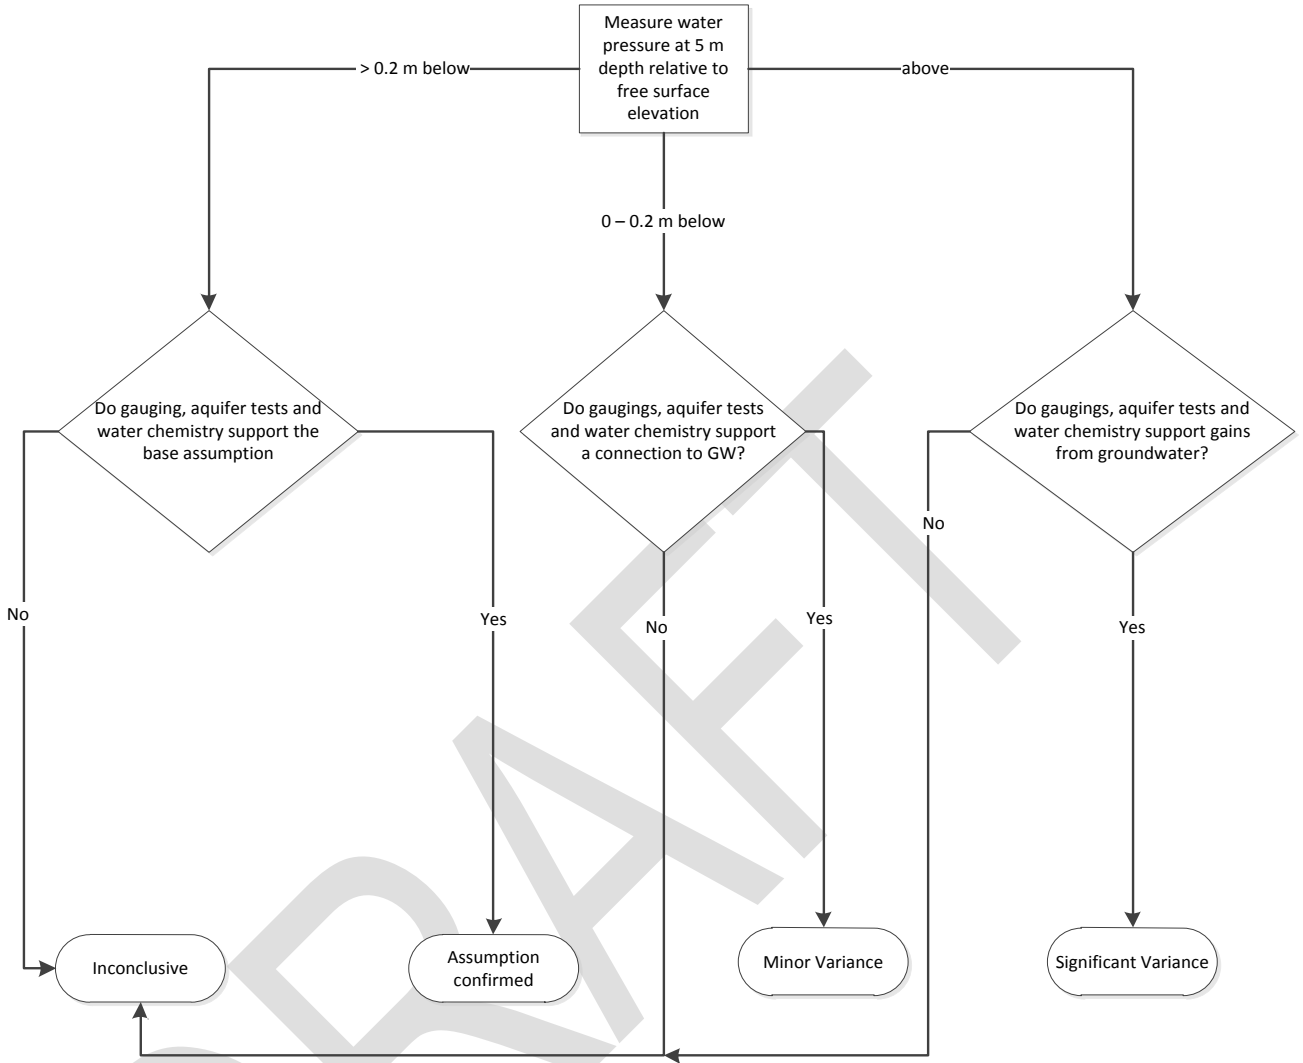 Measure water
pressure at 5 m
depth relative to
free surface
elevation
> 0.2 m below
above
0 – 0.2 m below
Do gauging, aquifer tests and
water chemistry support the
base assumption
Do gaugings, aquifer tests
and water chemistry support
a connection to GW?
Do gaugings, aquifer tests and
water chemistry support gains
from groundwater?
No
No
Yes
No
Yes
Yes
Inconclusive
Assumption
confirmed
Minor Variance
Significant Variance
DRAFT